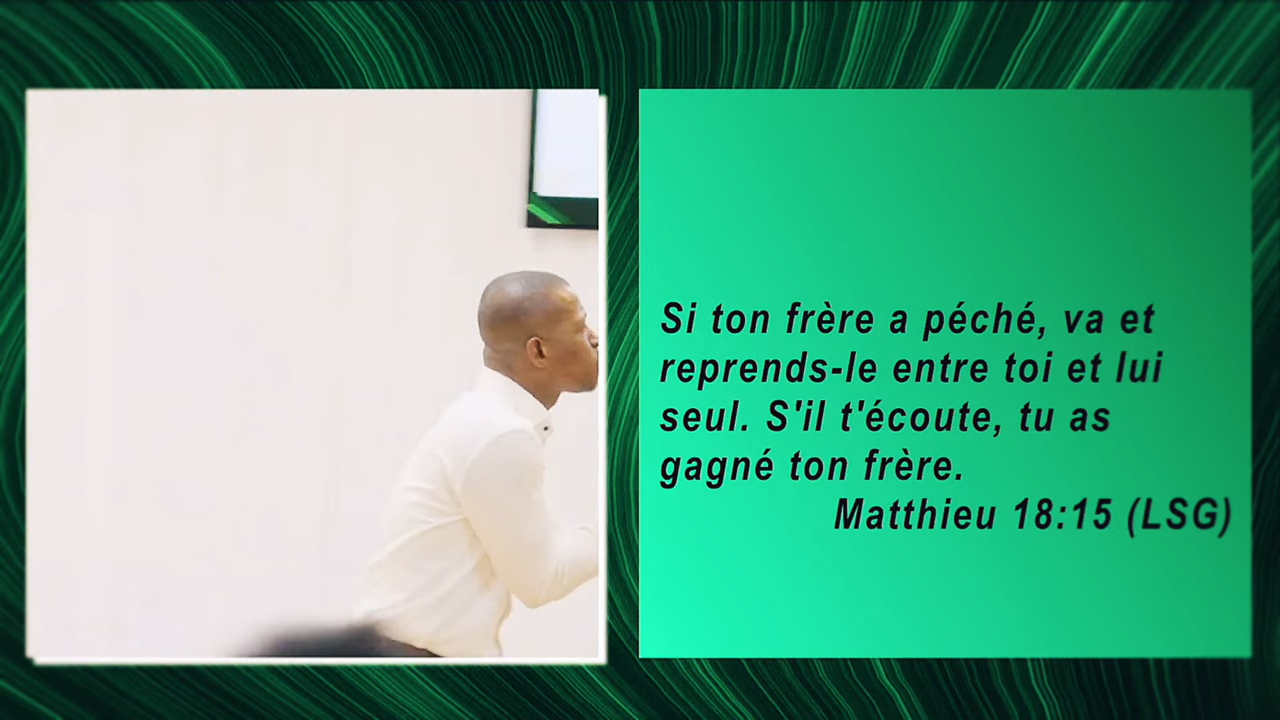 Si ton frère a péché, va et
reprends-le entre toi et lui
seul. S'il t'écoute, tu as
gagné ton frère.
Matthieu 18:15 (LSG)